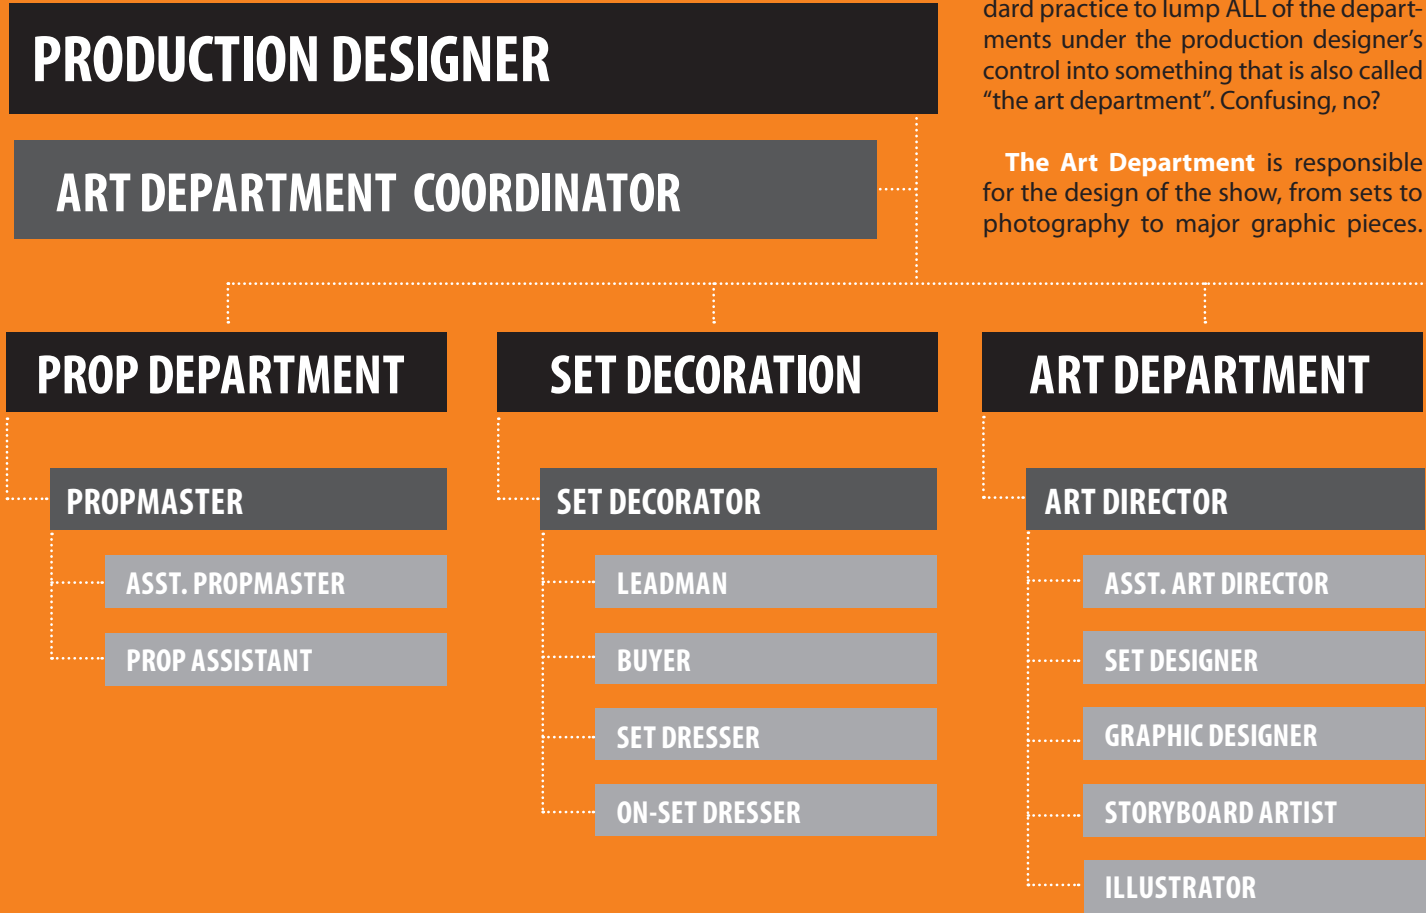 PRODUCTION DESIGNER
ART DEPARTMENT COORDINATOR
dard practice to lump ALL of the depart-
ments under the production designer's
control into something that is also called
“the art department”. Confusing, no?
The Art Department is responsible
for the design of the show, from sets to
photography to major graphic pieces.
PROP DEPARTMENT
PROPMASTER
ASST. PROPMASTER
PROP ASSISTANT
SET DECORATION
SET DECORATOR
LEADMAN
BUYER
SET DRESSER
ON-SET DRESSER
ART DEPARTMENT
ART DIRECTOR
ASST. ART DIRECTOR
SET DESIGNER
GRAPHIC DESIGNER
STORYBOARD ARTIST
ILLUSTRATOR